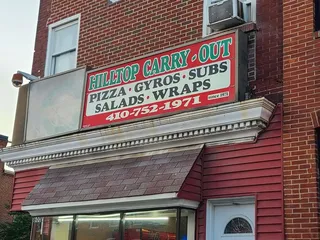 HILLTOP CARRY-OUT
PIZZA • GYROS • SUBS
SALADS • WRAPS
410-752-1971